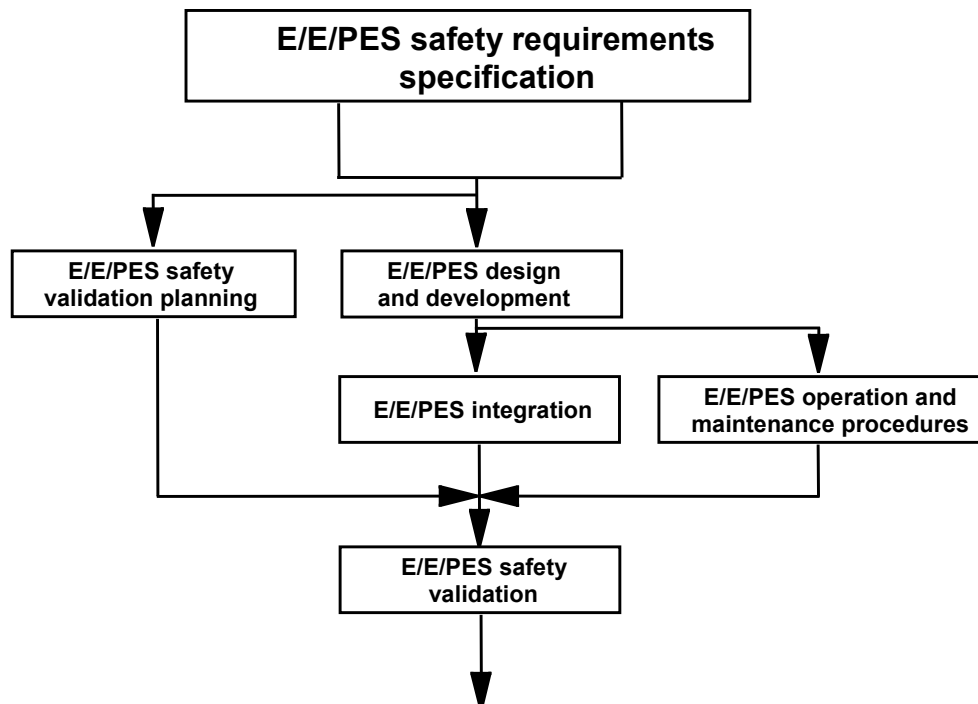 E/E/PES safety requirements
specification
E/E/PES safety
validation planning
E/E/PES design
and development
E/E/PES integration
E/E/PES operation and
maintenance procedures
E/E/PES safety
validation